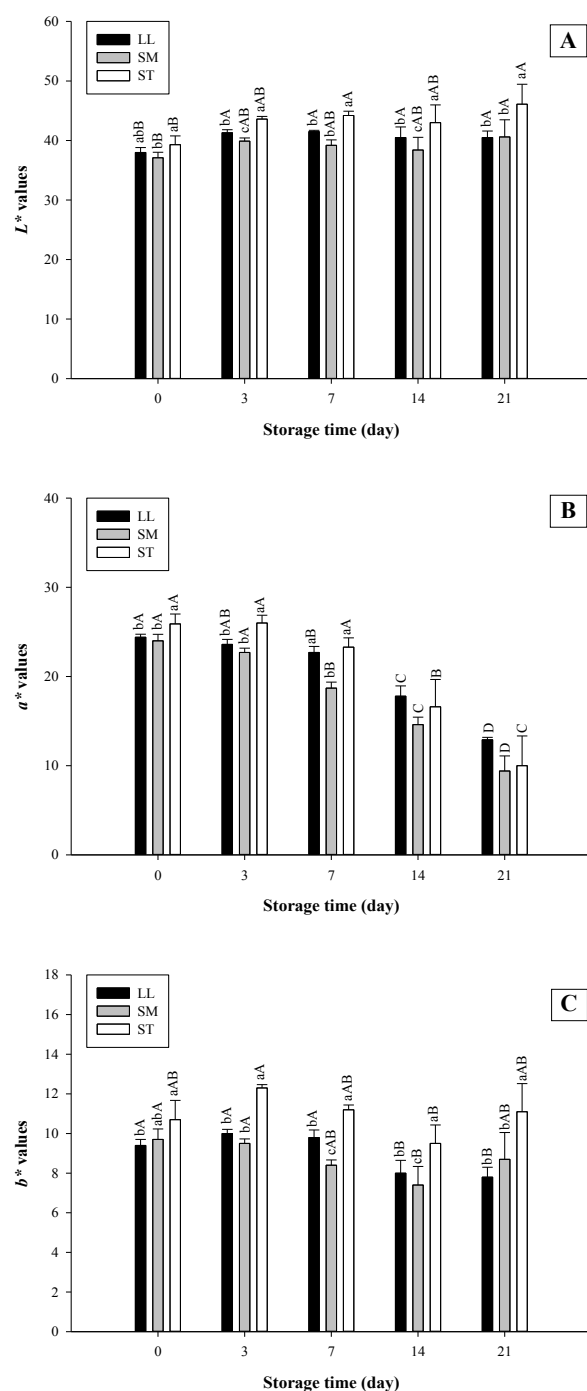 A
LL
SM
ST
60
50
40
30
20
10
0
L* values
abB bB aB bA cAB aAB bA bAB aA bA cAB aAB bA bA aA
0 3 7 14 21
Storage time (day)
B
LL
SM
ST
40
30
20
10
0
a* values
bA bA aA bAB bA aA aB bB aA C C B D D C
0 3 7 14 21
Storage time (day)
C
LL
SM
ST
18
16
14
12
10
8
6
4
2
0
b* values
bA abA aAB bA bA aA bA cAB aAB bB cB aB bB bAB aAB
0 3 7 14 21
Storage time (day)